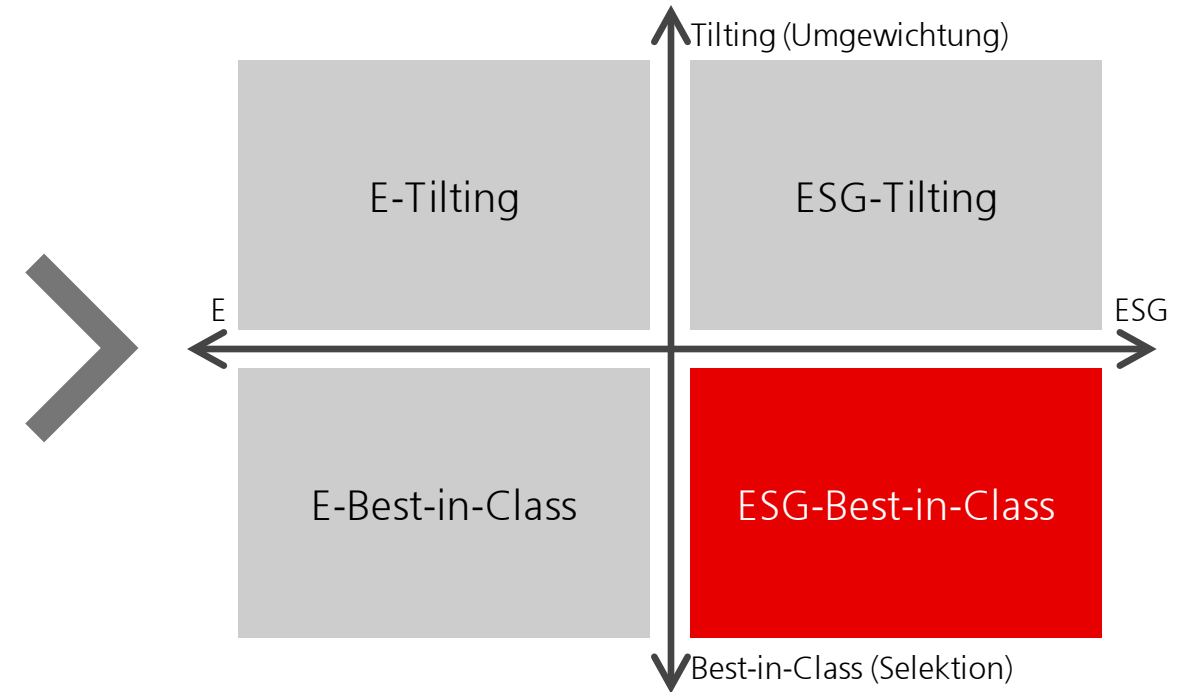 Tilting (Umgewichtung)
E-Tilting
ESG-Tilting
E
ESG
E-Best-in-Class
ESG-Best-in-Class
Best-in-Class (Selektion)